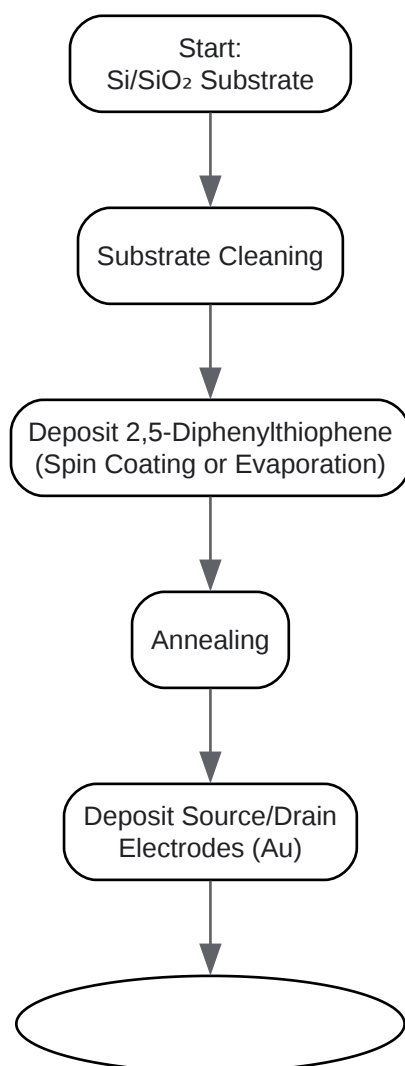 Start:
Si/SiO₂ Substrate
Substrate Cleaning
Deposit 2,5-Diphenylthiophene
(Spin Coating or Evaporation)
Annealing
Deposit Source/Drain
Electrodes (Au)